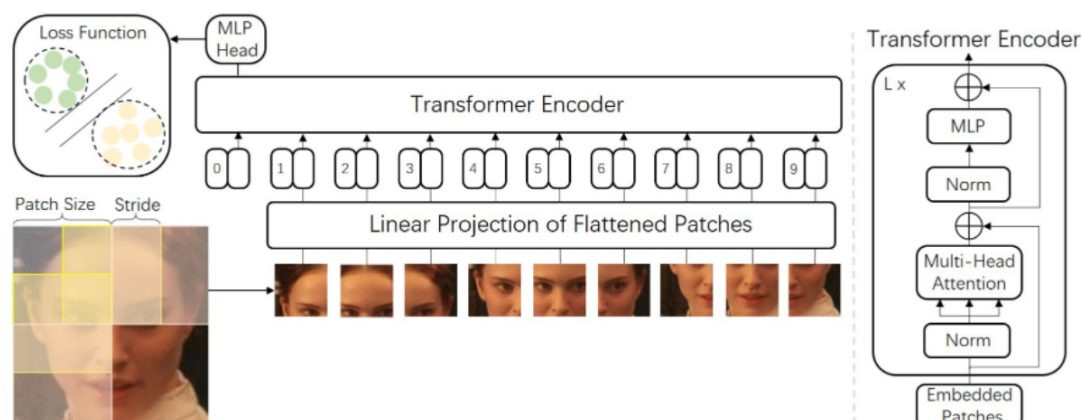 Loss Function
MLP
Head
Transformer Encoder
0 1 2 3 4 5 6 7 8 9
Linear Projection of Flattened Patches
Patch Size Stride
Transformer Encoder
L x
MLP
Norm
Multi-Head
Attention
Norm
Embedded
Patches